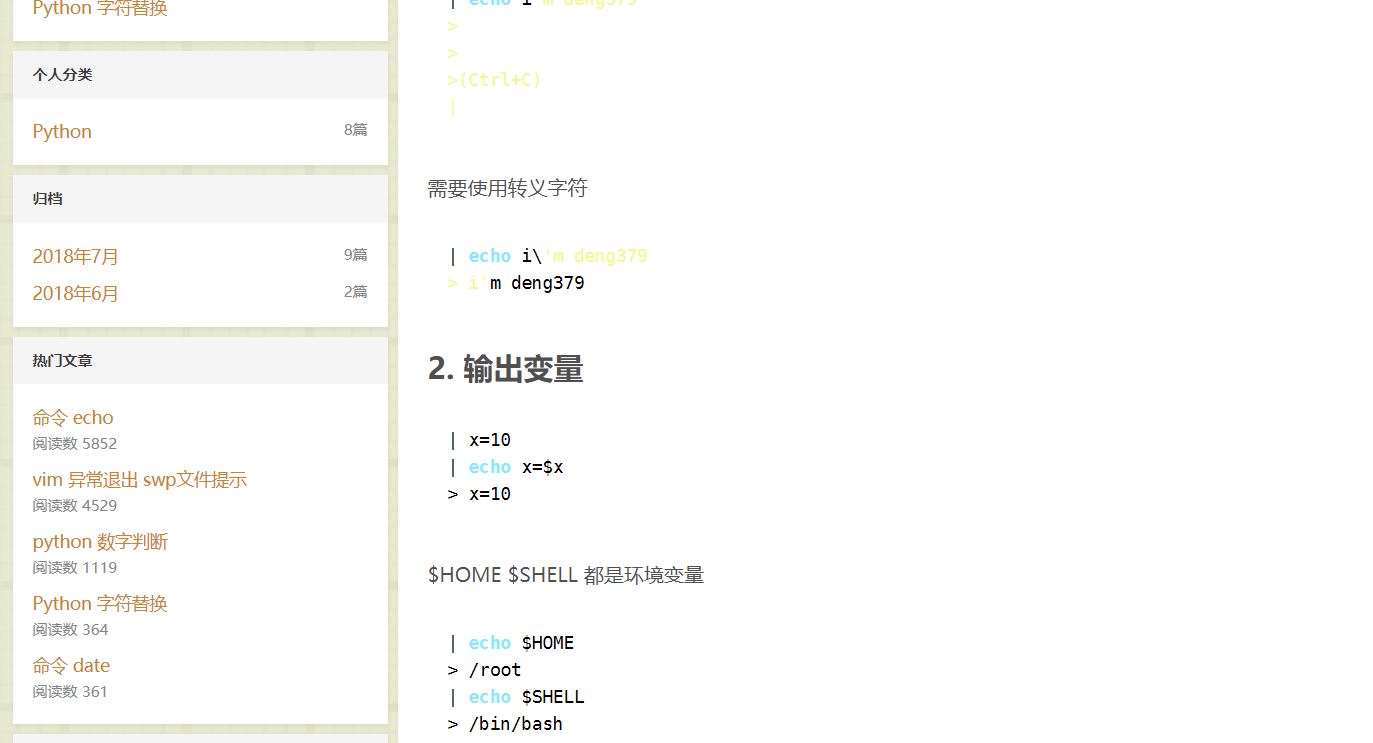 Python 字符替换
个人分类
Python 8篇
归档
2018年7月 9篇
2018年6月 2篇
热门文章
命令 echo
阅读数 5852
vim 异常退出 swp文件提示
阅读数 4529
python 数字判断
阅读数 1119
Python 字符替换
阅读数 364
命令 date
阅读数 361
| echo i'm deng379
>
>
>(Ctrl+C)
|
需要使用转义字符
| echo i\'m deng379
> i'm deng379
2. 输出变量
| x=10
| echo x=$x
> x=10
$HOME $SHELL 都是环境变量
| echo $HOME
> /root
| echo $SHELL
> /bin/bash